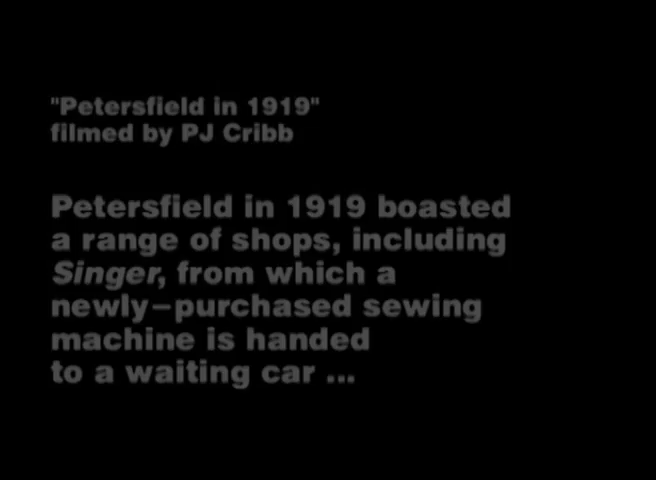 "Petersfield in 1919"
filmed by PJ Cribb
Petersfield in 1919 boasted
a range of shops, including
Singer, from which a
newly–purchased sewing
machine is handed
to a waiting car ...